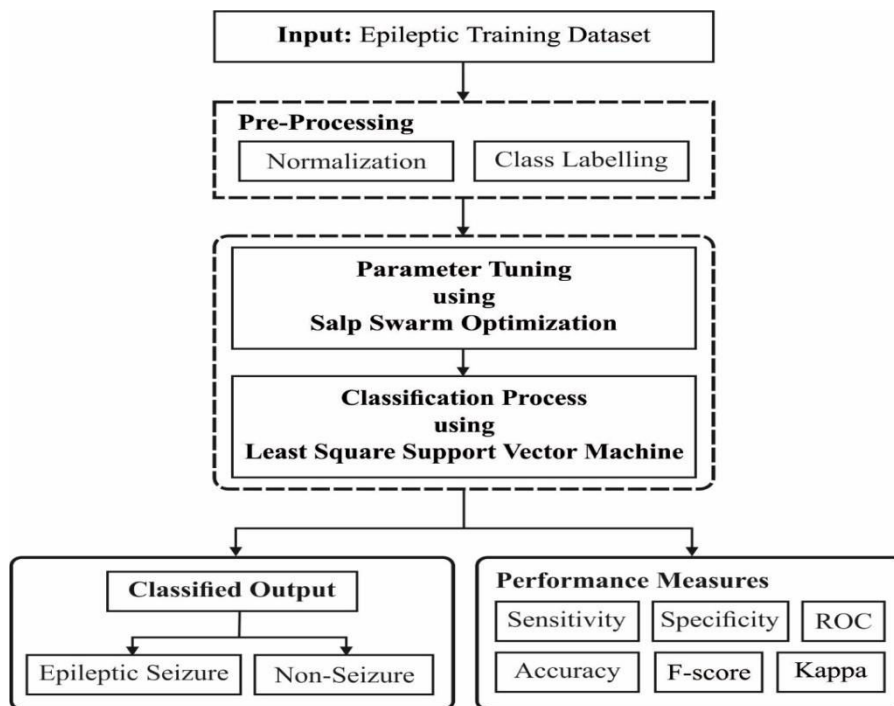 Input: Epileptic Training Dataset
Pre-Processing
Normalization
Class Labelling
Parameter Tuning
using
Salp Swarm Optimization
Classification Process
using
Least Square Support Vector Machine
Classified Output
Epileptic Seizure
Non-Seizure
Performance Measures
Sensitivity
Specificity
ROC
Accuracy
F-score
Kappa